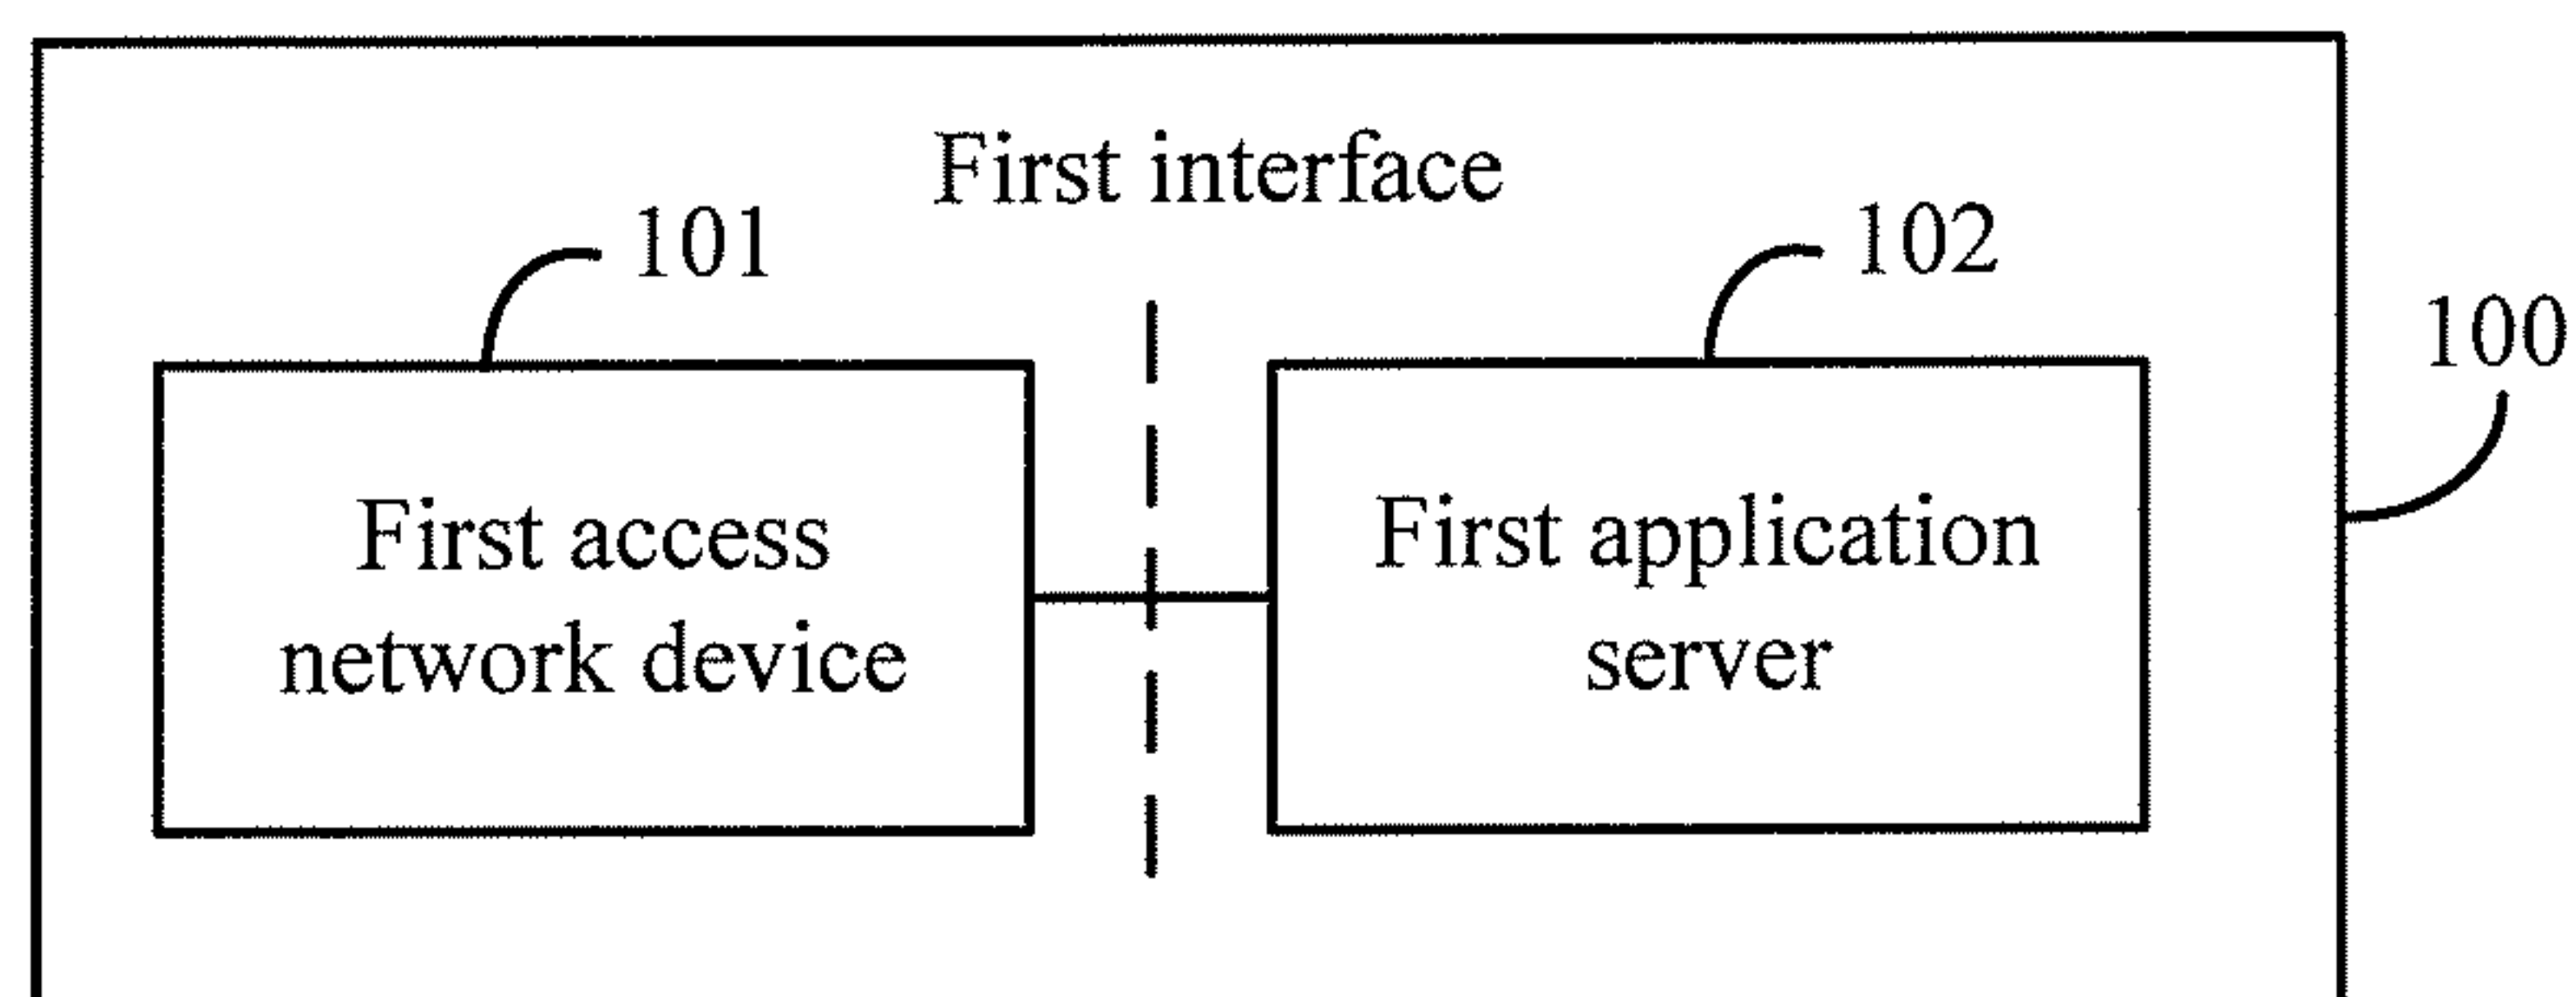 First interface
101
102
100
First access
network device
First application
server